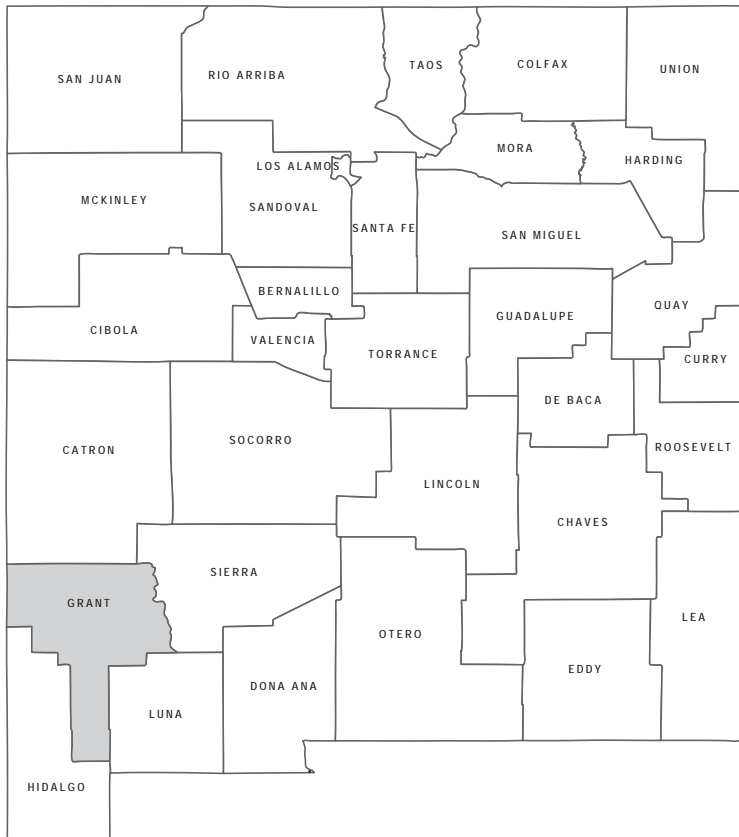 SAN JUAN
RIO ARRIBA
TAOS
COLFAX
UNION
MORA
HARDING
LOS ALAMOS
MCKINLEY
SANDOVAL
SANTA FE
SAN MIGUEL
BERNALILLO
QUAY
GUADALUPE
CIBOLA
VALENCIA
TORRANCE
CURRY
DE BACA
SOCORRO
ROOSEVELT
CATRON
LINCOLN
CHAVES
SIERRA
GRANT
LEA
OTERO
EDDY
DONA ANA
LUNA
HIDALGO